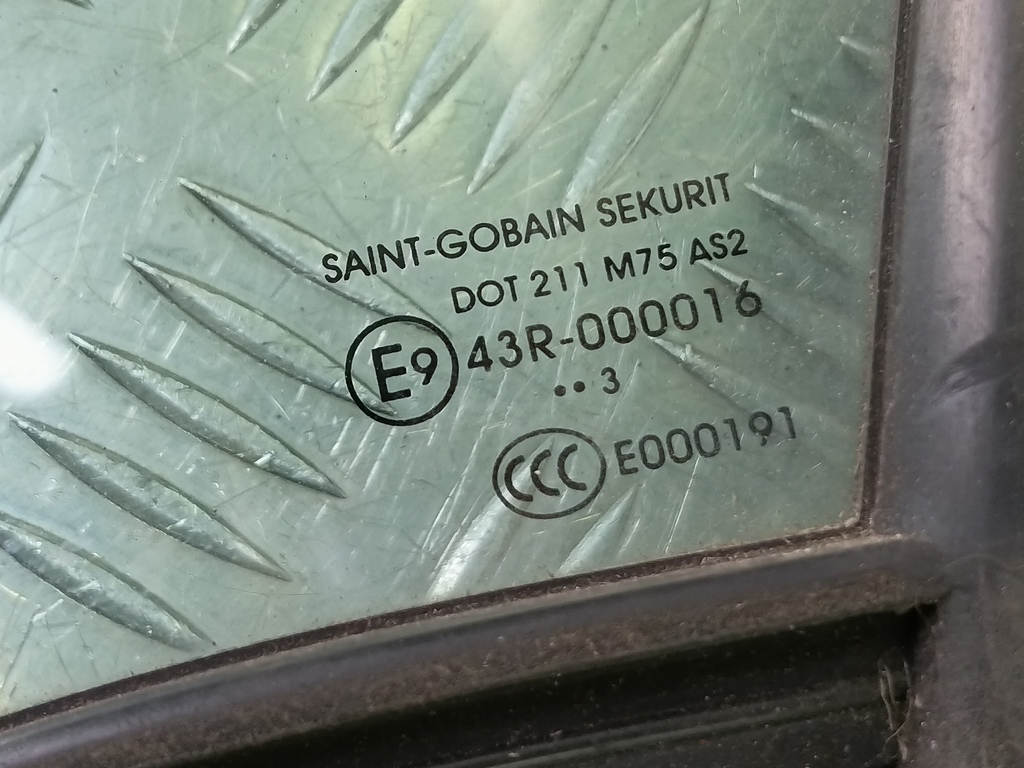 SAINT-GOBAIN SEKURIT
DOT 211 M75 AS2
E9 43R-000016
•• 3
CCC E000191